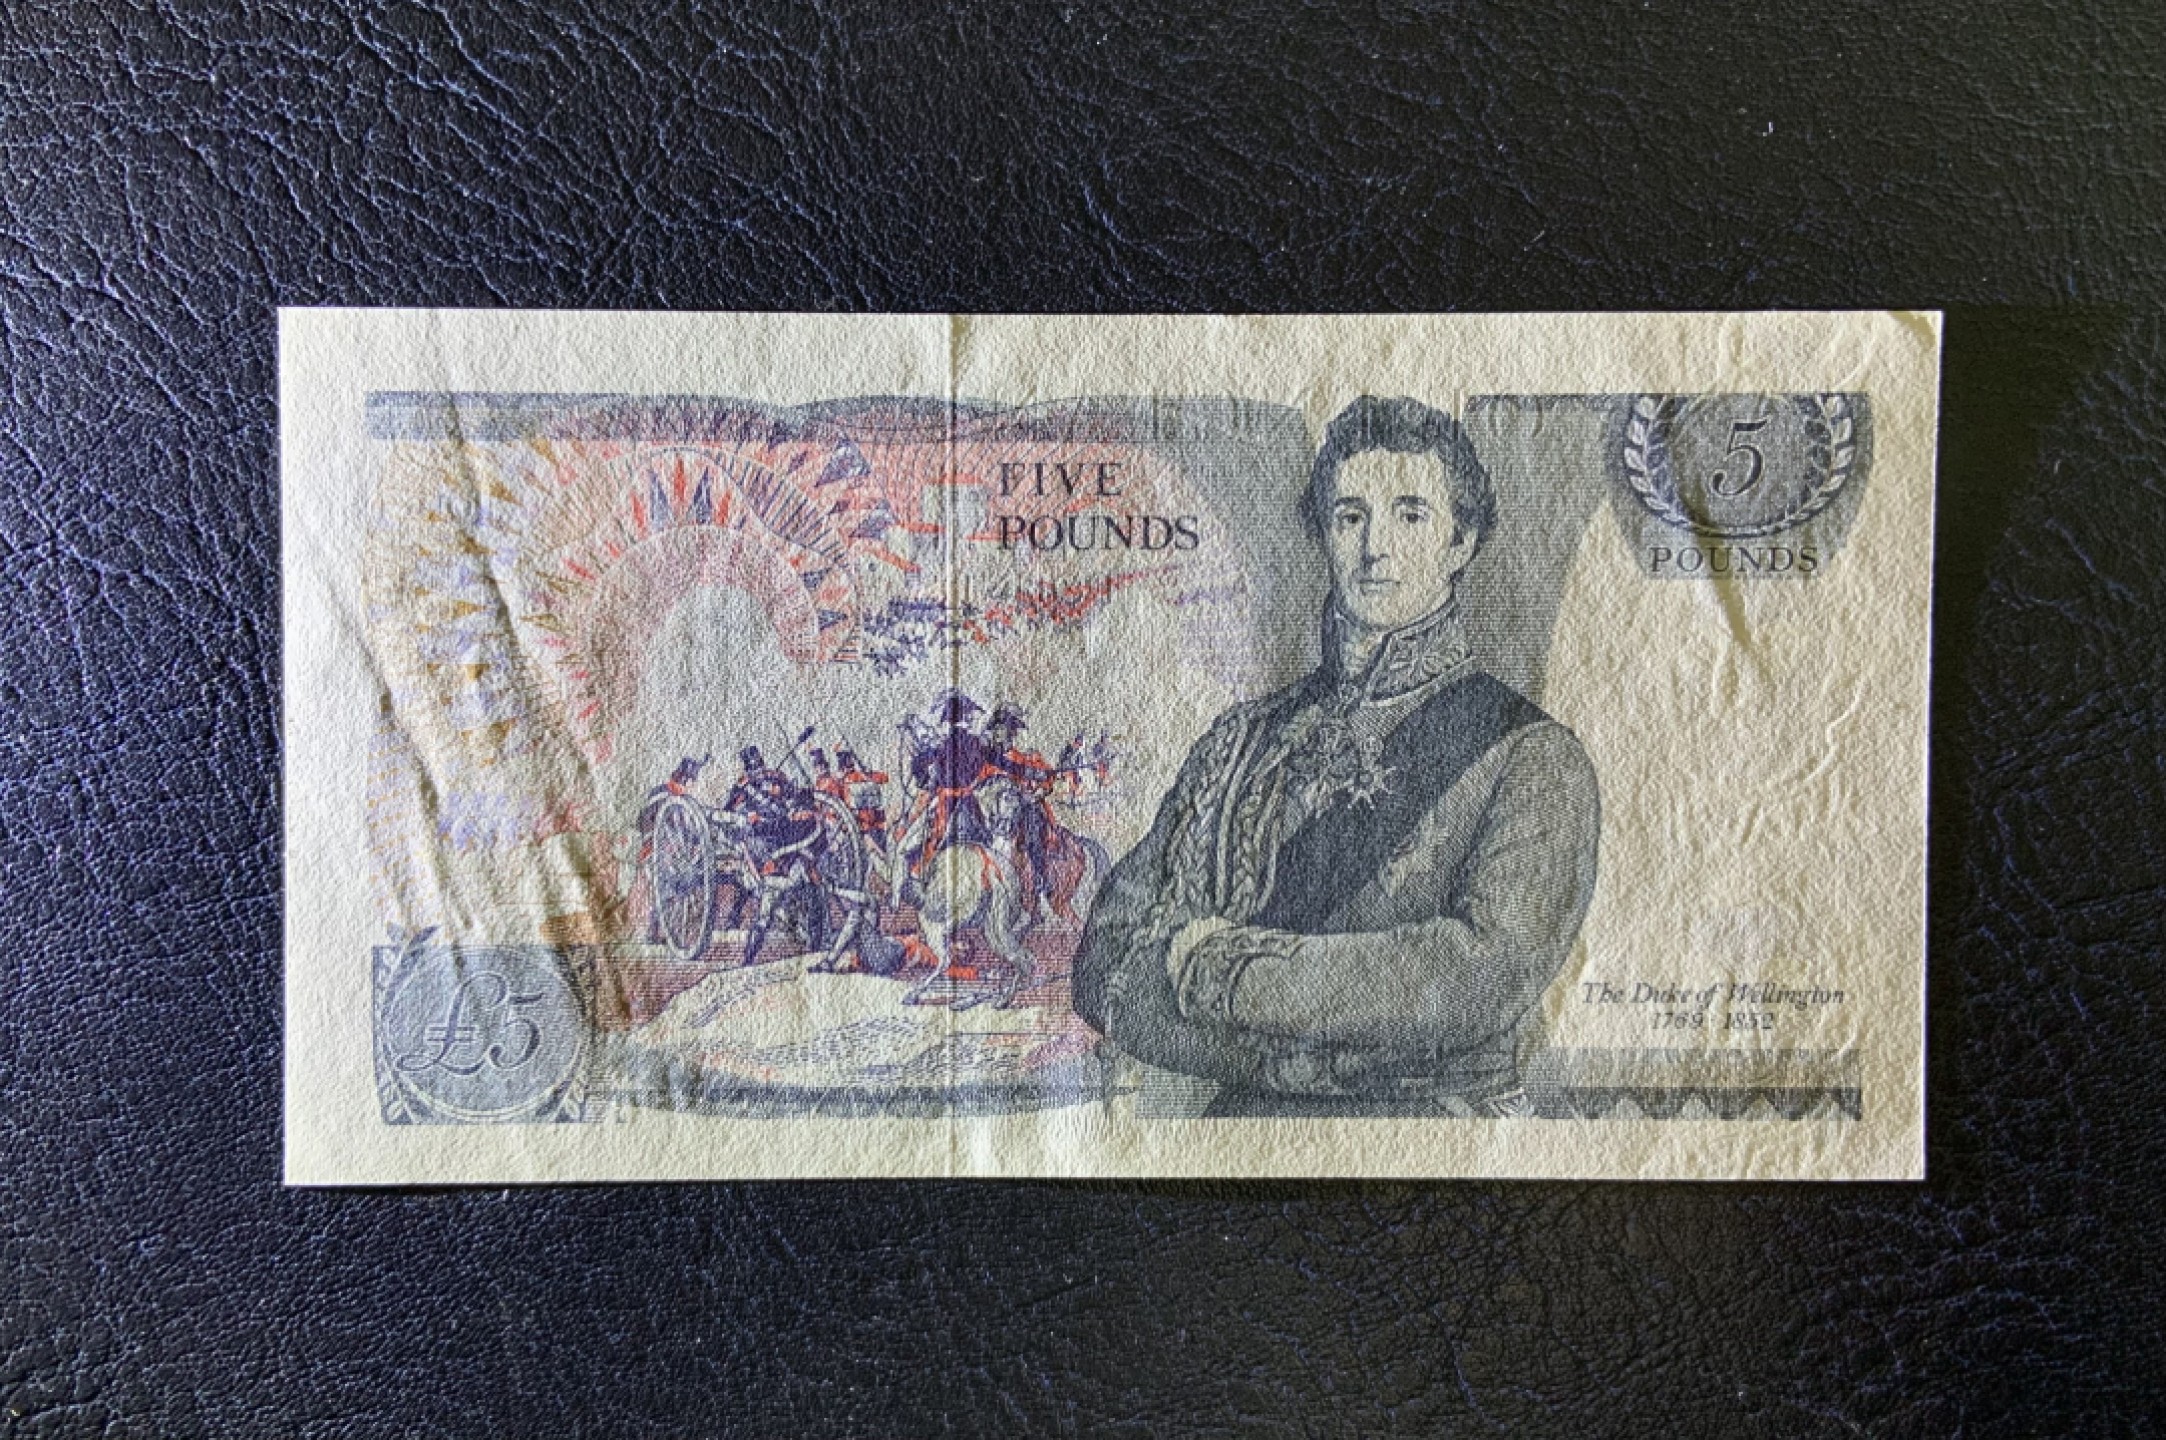 FIVE
POUNDS
5
POUNDS
£5
The Duke of Wellington
1769 1852